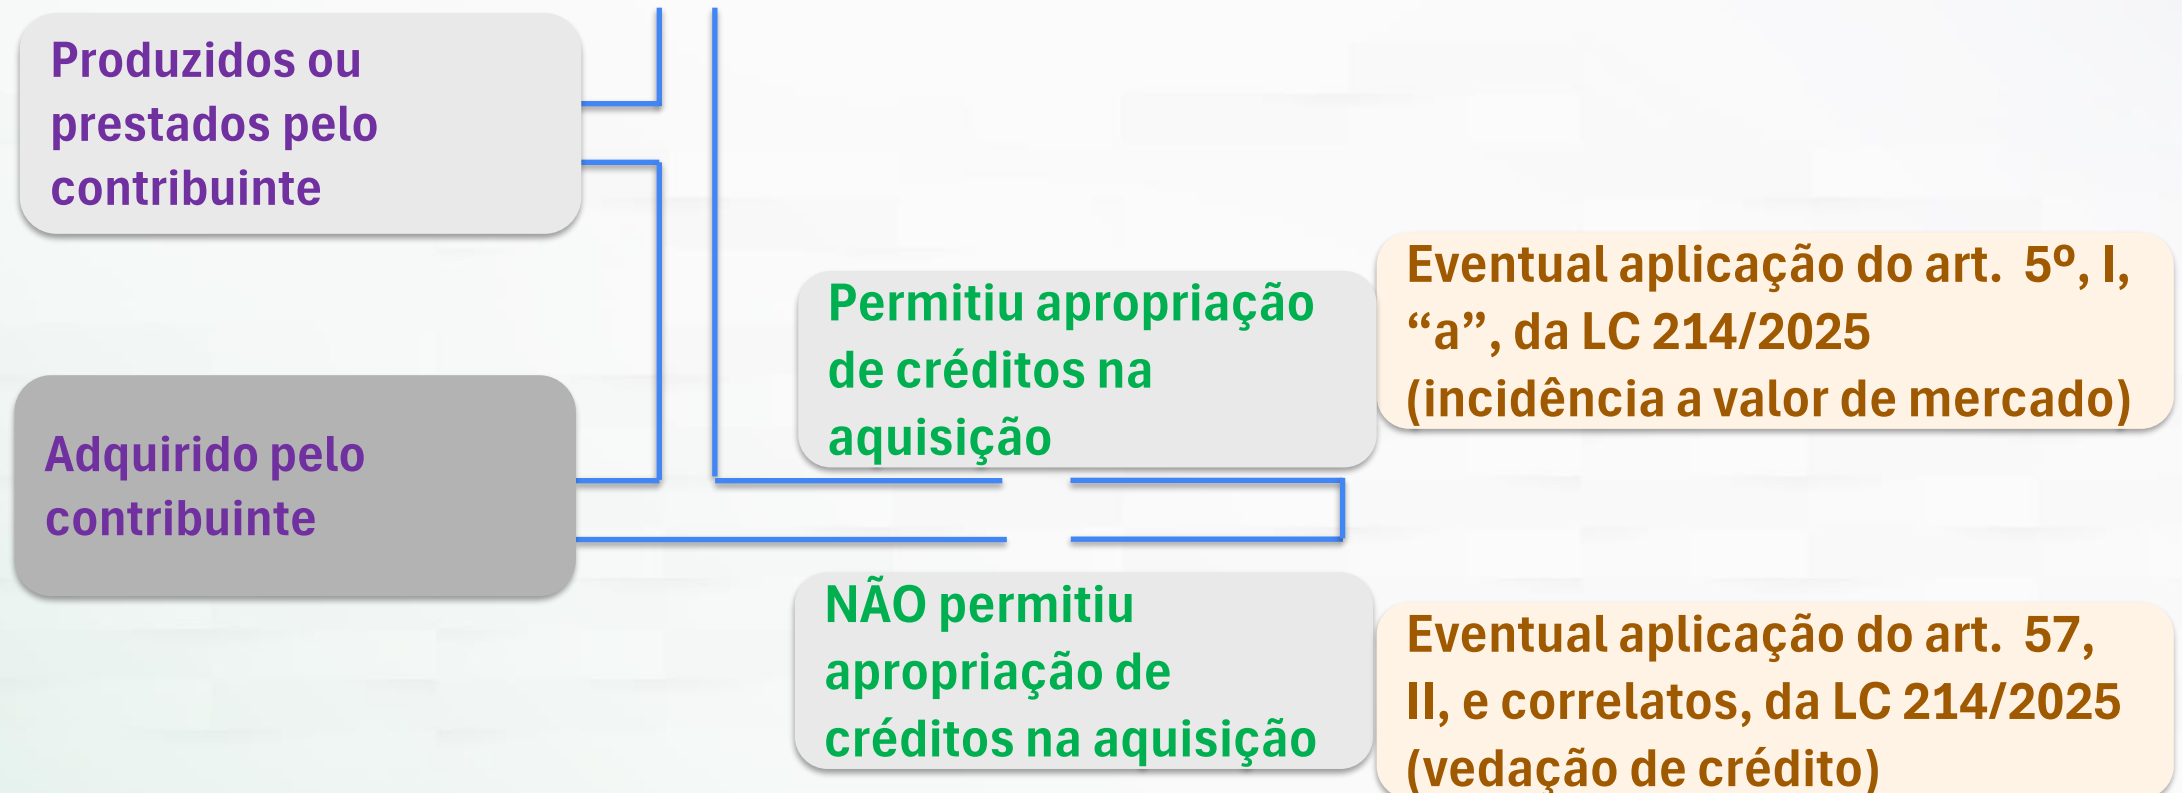 Produzidos ou
prestados pelo
contribuinte
Adquirido pelo
contribuinte
Permitiu apropriação
de créditos na
aquisição
Eventual aplicação do art. 5º, I,
“a”, da LC 214/2025
(incidência a valor de mercado)
NÃO permitiu
apropriação de
créditos na aquisição
Eventual aplicação do art. 57,
II, e correlatos, da LC 214/2025
(vedação de crédito)